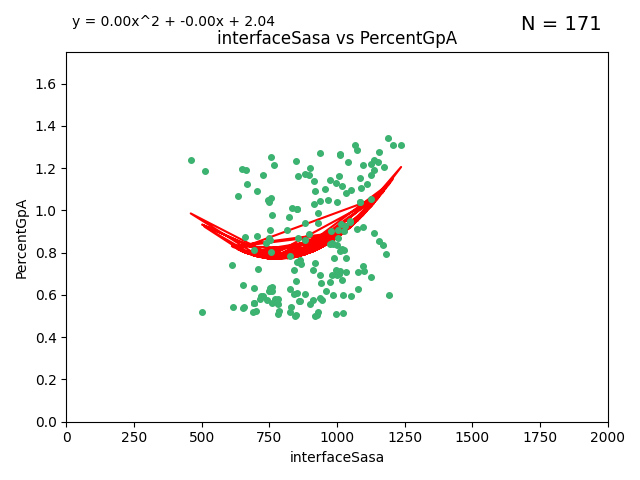 y = 0.00x^2 + -0.00x + 2.04
N = 171
interfaceSasa vs PercentGpA
PercentGpA
1.6
1.4
1.2
1.0
0.8
0.6
0.4
0.2
0.0
0 250 500 750 1000 1250 1500 1750 2000
interfaceSasa